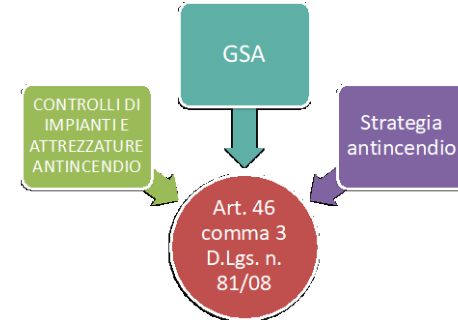 GSA
CONTROLLI DI
IMPIANTI E
ATTREZZATURE
ANTINCENDIO
Strategia
antincendio
Art. 46
comma 3
D.Lgs. n.
81/08